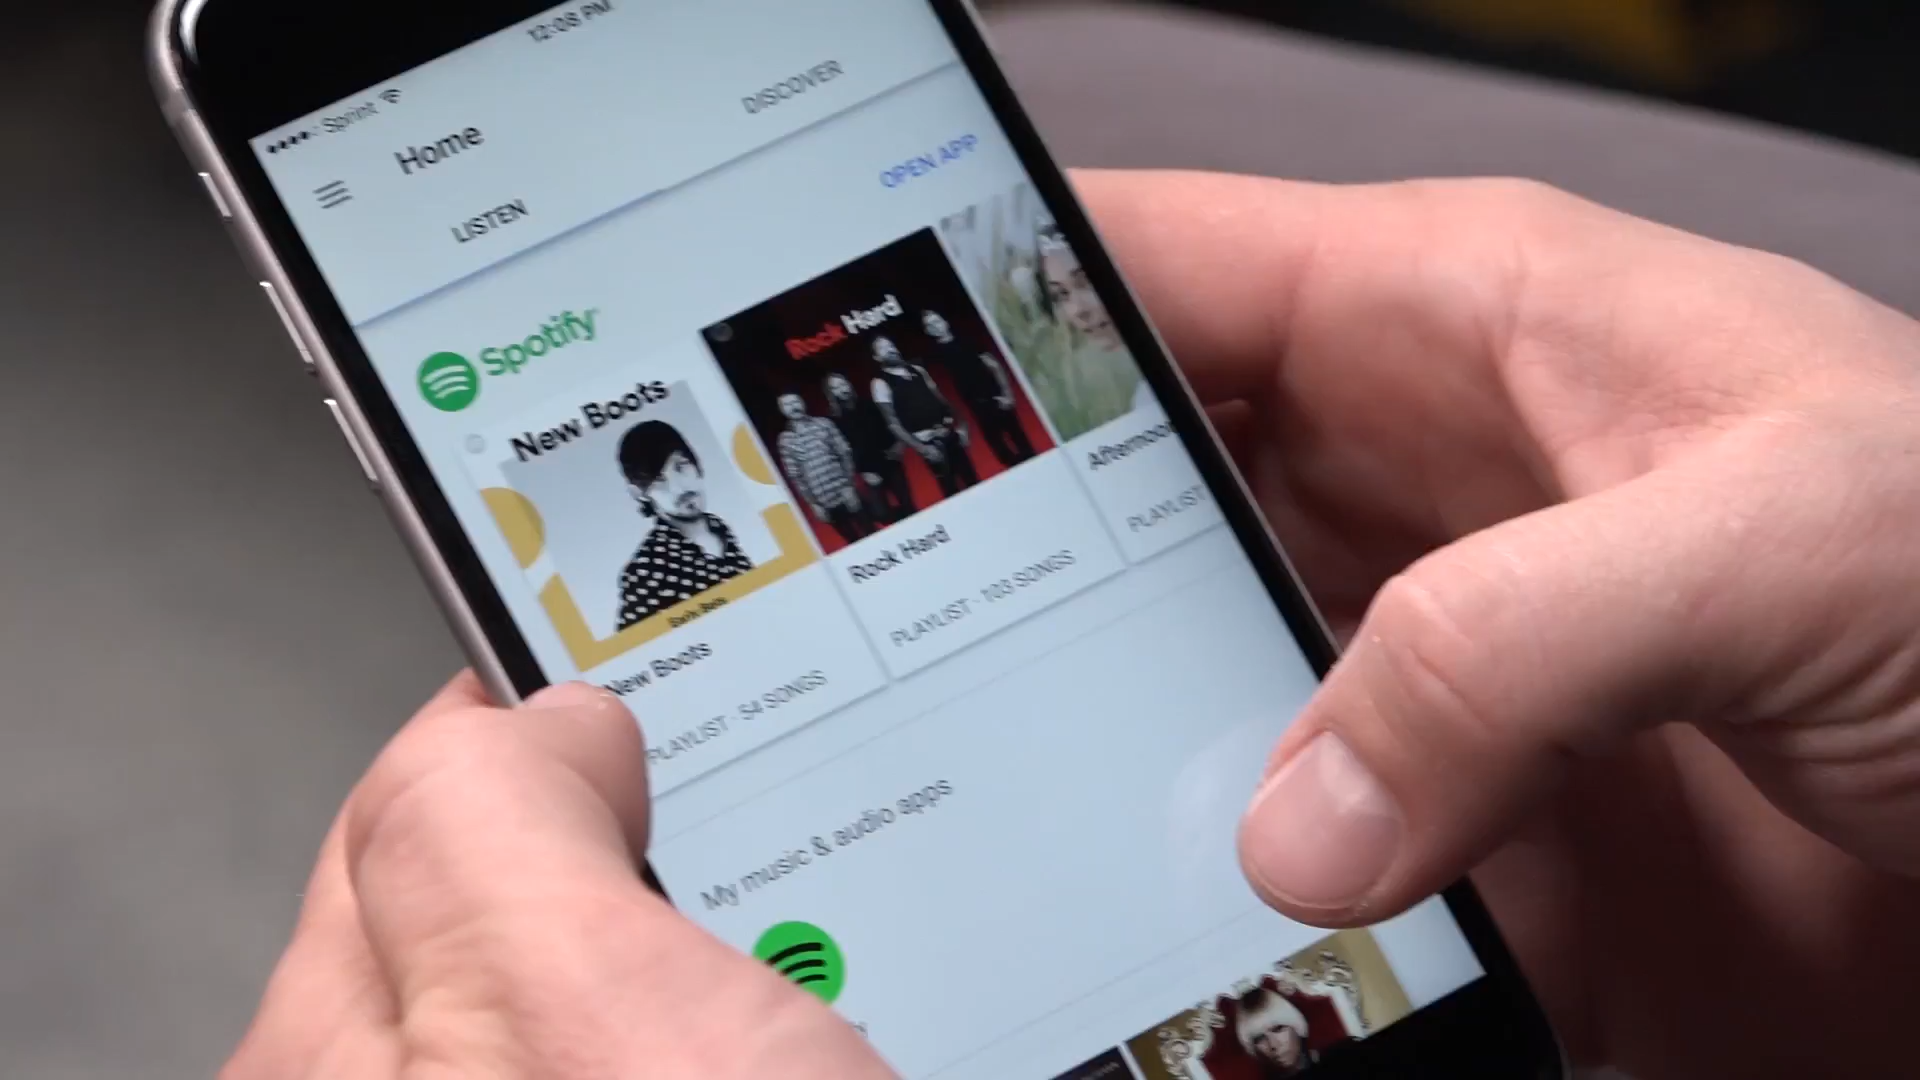 12:08 PM
Sprint
Home
LISTEN
DISCOVER
OPEN APP
Spotify
New Boots
New Boots
PLAYLIST · 54 SONGS
Rock Hard
Rock Hard
PLAYLIST · 103 SONGS
Afternoo
PLAYLIST
My music & audio apps